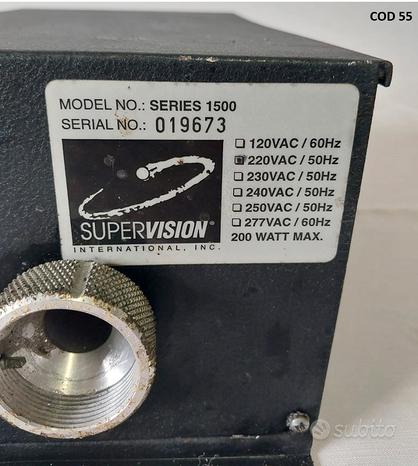 COD 55
MODEL NO.: SERIES 1500
SERIAL NO.: 019673
120VAC / 60Hz
220VAC / 50Hz
230VAC / 50Hz
240VAC / 50Hz
250VAC / 50Hz
277VAC / 60Hz
200 WATT MAX.
SUPERVISION®
INTERNATIONAL, INC.
subito